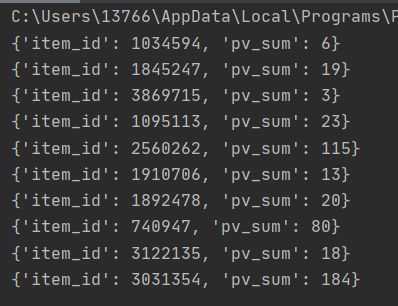 C:\Users\13766\AppData\Local\Programs\P
{'item_id': 1034594, 'pv_sum': 6}
{'item_id': 1845247, 'pv_sum': 19}
{'item_id': 3869715, 'pv_sum': 3}
{'item_id': 1095113, 'pv_sum': 23}
{'item_id': 2560262, 'pv_sum': 115}
{'item_id': 1910706, 'pv_sum': 13}
{'item_id': 1892478, 'pv_sum': 20}
{'item_id': 740947, 'pv_sum': 80}
{'item_id': 3122135, 'pv_sum': 18}
{'item_id': 3031354, 'pv_sum': 184}